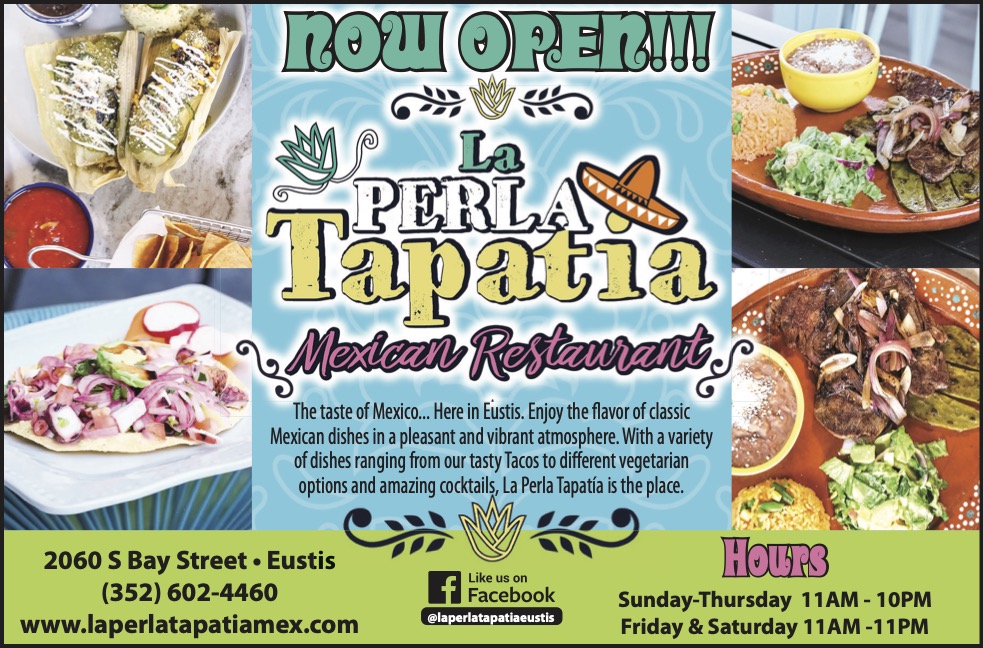 NOW OPEN!!!
La
PERLA
Tapatia
Mexican Restaurant
The taste of Mexico... Here in Eustis. Enjoy the flavor of classic
Mexican dishes in a pleasant and vibrant atmosphere. With a variety
of dishes ranging from our tasty Tacos to different vegetarian
options and amazing cocktails, La Perla Tapatía is the place.
2060 S Bay Street • Eustis
(352) 602-4460
www.laperlatapatiamex.com
Like us on
Facebook
@laperlatapatiaeustis
Hours
Sunday-Thursday 11AM - 10PM
Friday & Saturday 11AM -11PM